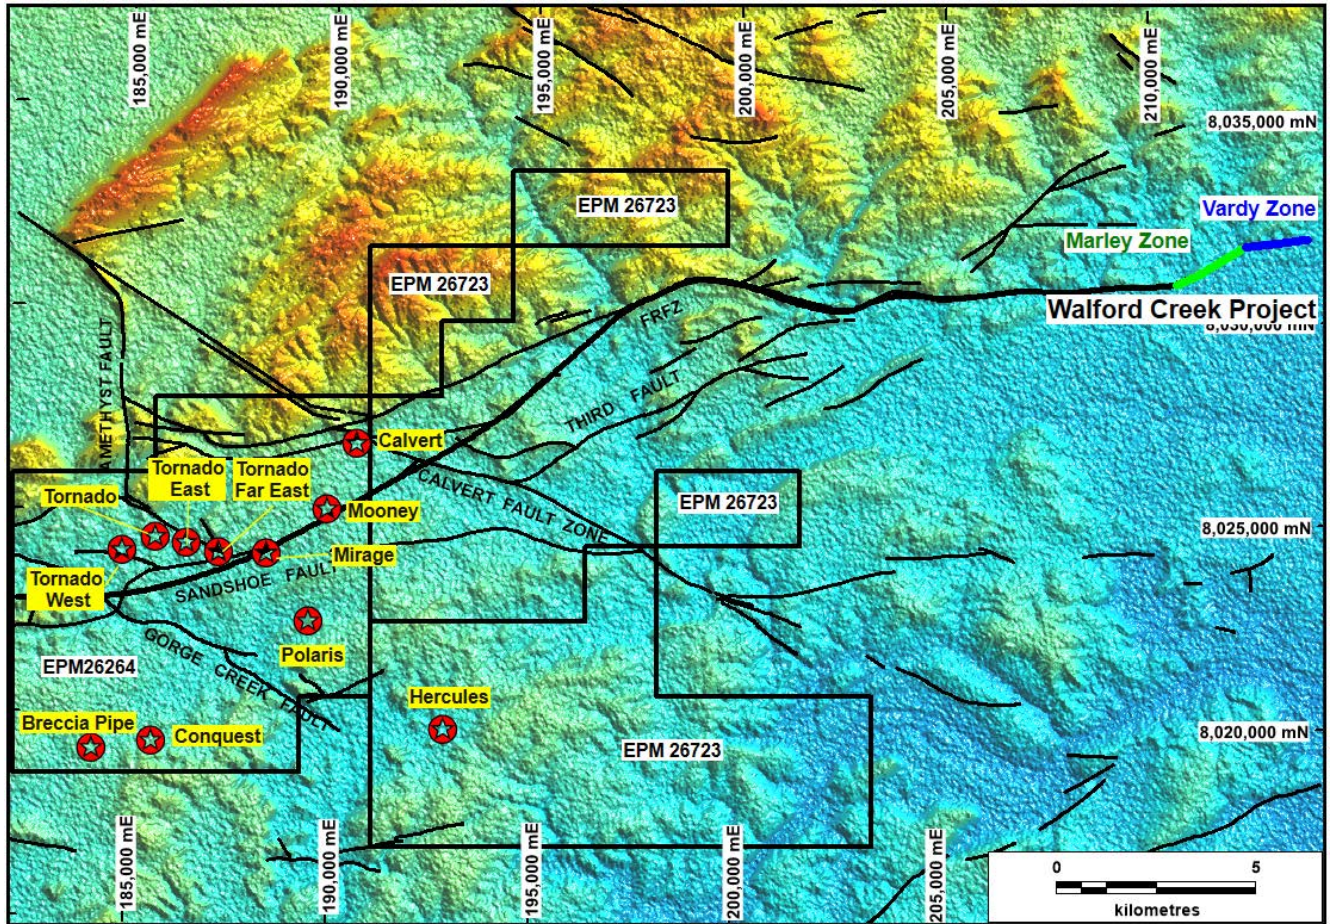 185,000 mE
190,000 mE
195,000 mE
200,000 mE
205,000 mE
210,000 mE
8,035,000 mN
EPM 26723
Vardy Zone
Marley Zone
EPM 26723
Walford Creek Project
8,030,000 mN
FRFZ
AMETHYST FAULT
THIRD FAULT
Calvert
Tornado
East
Tornado
Far East
Tornado
CALVERT FAULT ZONE
EPM 26723
Mooney
8,025,000 mN
Mirage
Tornado
West
SANDSHOE FAULT
GORGE CREEK FAULT
Polaris
EPM26264
Hercules
Breccia Pipe
Conquest
EPM 26723
8,020,000 mN
185,000 mE
190,000 mE
195,000 mE
200,000 mE
205,000 mE
0
5
kilometres